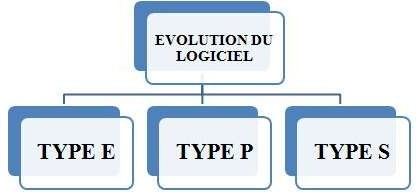 EVOLUTION DU
LOGICIEL
TYPE E
TYPE P
TYPE S